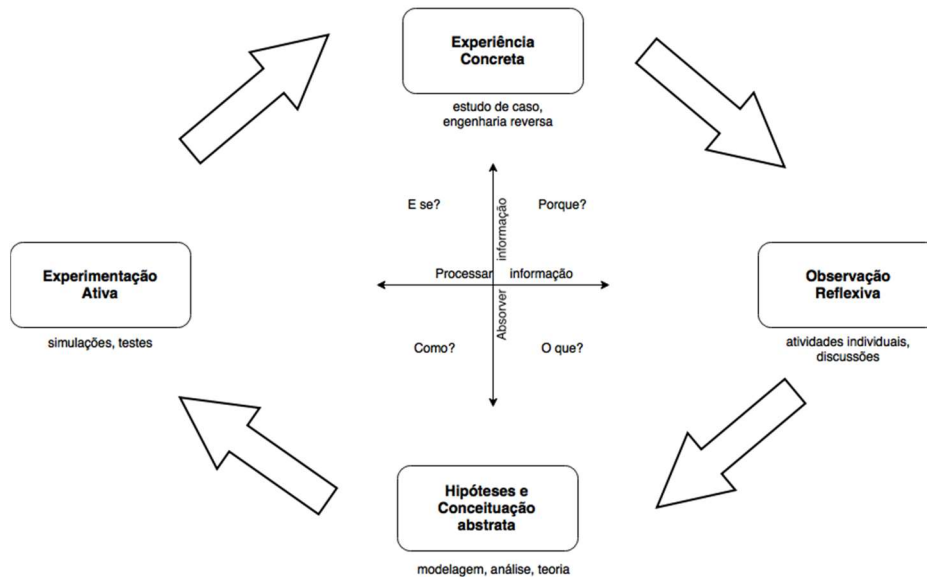 Experiência
Concreta
estudo de caso,
engenharia reversa
E se?
Porque?
informação
Experimentação
Ativa
simulações, testes
Processar informação
Observação
Reflexiva
atividades individuais,
discussões
Absorver
Como?
O que?
Hipóteses e
Conceituação
abstrata
modelagem, análise, teoria